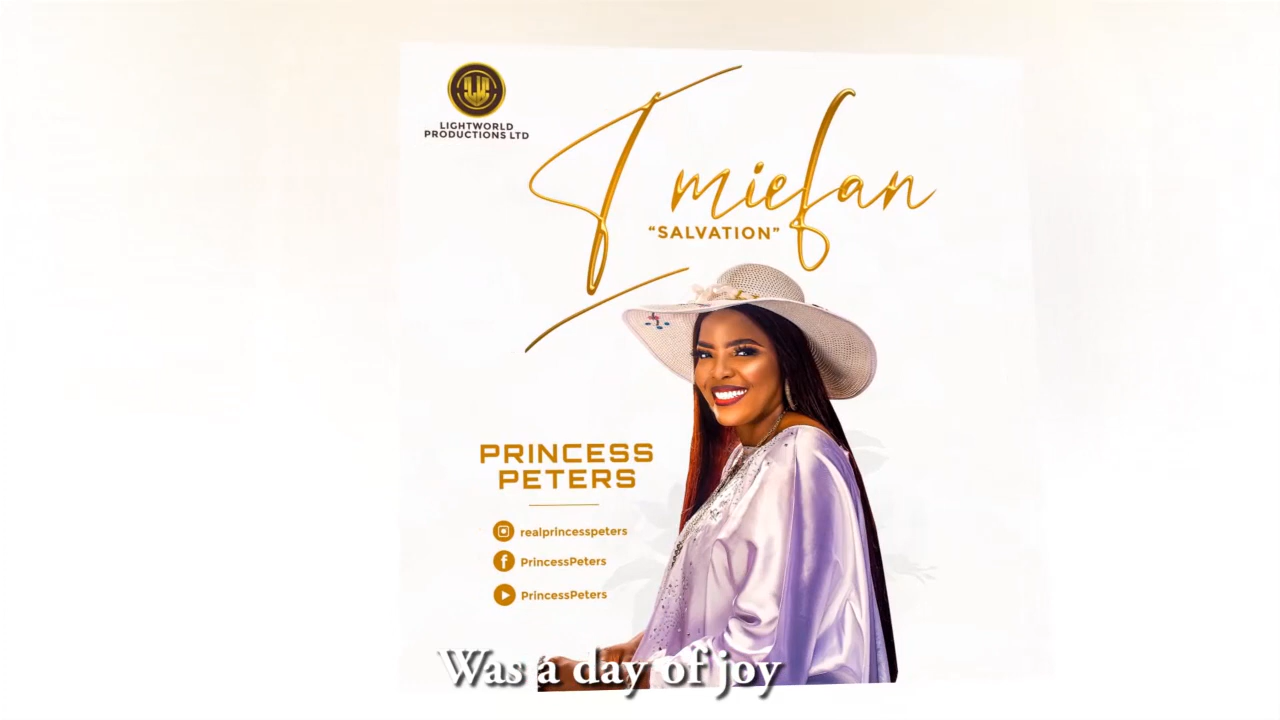 LIGHTWORLD
PRODUCTIONS LTD
Imiefan
“SALVATION”
PRINCESS
PETERS
realprincesspeters
PrincessPeters
PrincessPeters
Was a day of joy